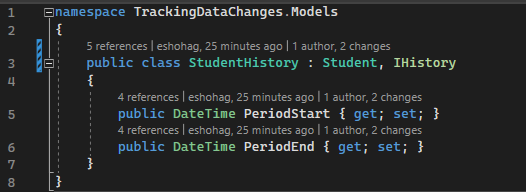 1 namespace TrackingDataChanges.Models
2 {
5 references | eshohag, 25 minutes ago | 1 author, 2 changes
3 public class StudentHistory : Student, IHistory
4 {
4 references | eshohag, 25 minutes ago | 1 author, 2 changes
5 public DateTime PeriodStart { get; set; }
4 references | eshohag, 25 minutes ago | 1 author, 2 changes
6 public DateTime PeriodEnd { get; set; }
7 }
8 }